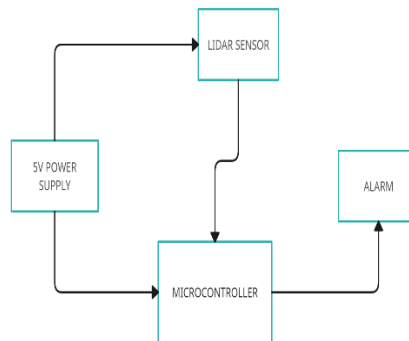 LIDAR SENSOR
5V POWER
SUPPLY
ALARM
MICROCONTROLLER